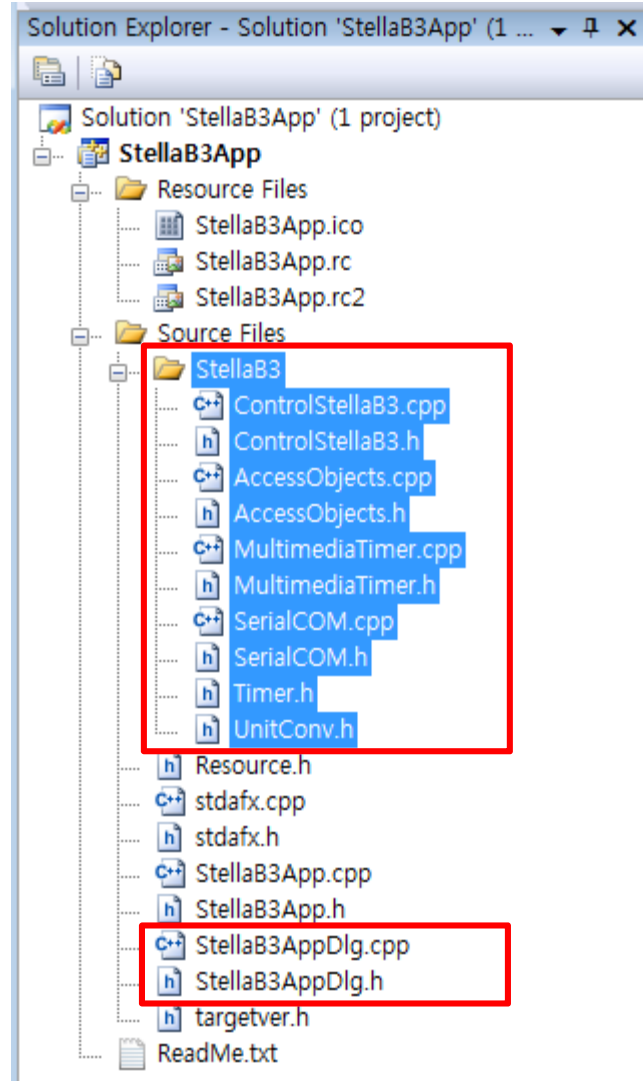 Solution Explorer - Solution 'StellaB3App' (1 ...
Solution 'StellaB3App' (1 project)
StellaB3App
Resource Files
StellaB3App.ico
StellaB3App.rc
StellaB3App.rc2
Source Files
StellaB3
ControlStellaB3.cpp
ControlStellaB3.h
AccessObjects.cpp
AccessObjects.h
MultimediaTimer.cpp
MultimediaTimer.h
SerialCOM.cpp
SerialCOM.h
Timer.h
UnitConv.h
Resource.h
stdafx.cpp
stdafx.h
StellaB3App.cpp
StellaB3App.h
StellaB3AppDlg.cpp
StellaB3AppDlg.h
targetver.h
ReadMe.txt